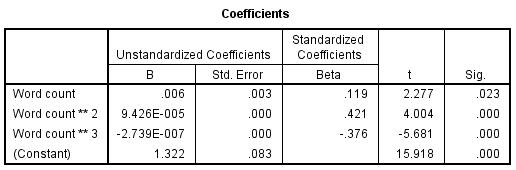 Coefficients
Unstandardized Coefficients Standardized Coefficients
B Std. Error Beta t Sig.
Word count .006 .003 .119 2.277 .023
Word count ** 2 9.426E-005 .000 .421 4.004 .000
Word count ** 3 -2.739E-007 .000 -.376 -5.681 .000
(Constant) 1.322 .083 15.918 .000